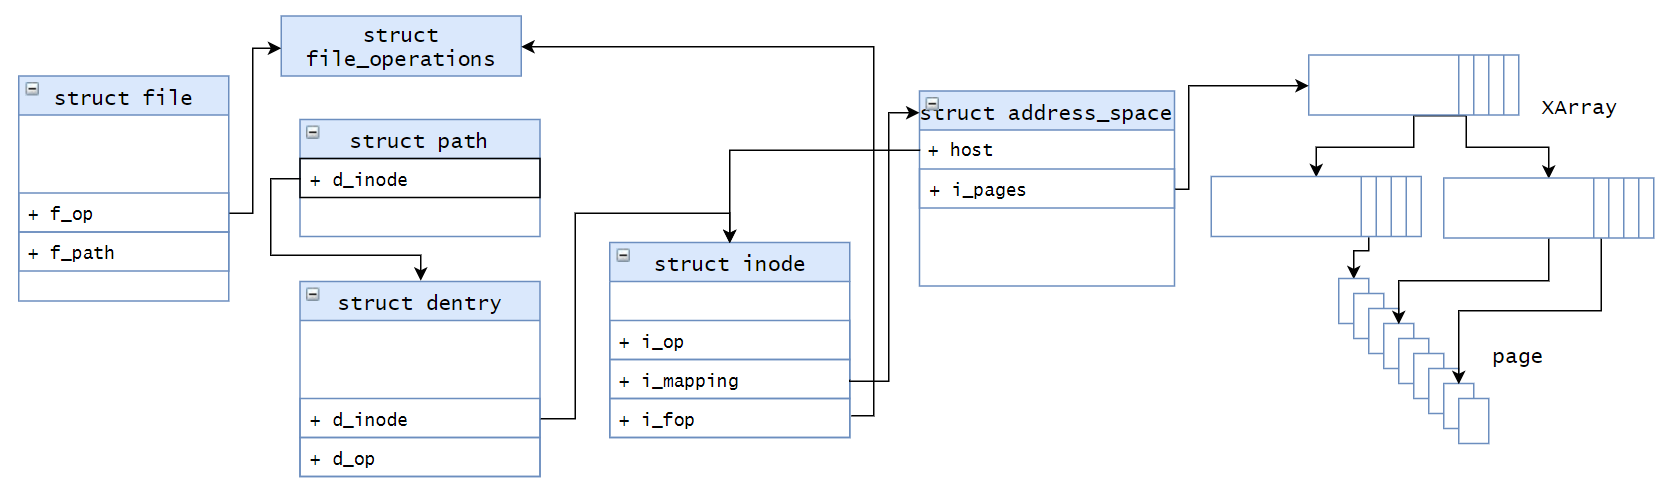 struct
file_operations
struct file
+ f_op
+ f_path
struct path
+ d_inode
struct dentry
+ d_inode
+ d_op
struct inode
+ i_op
+ i_mapping
+ i_fop
struct address_space
+ host
+ i_pages
XArray
page